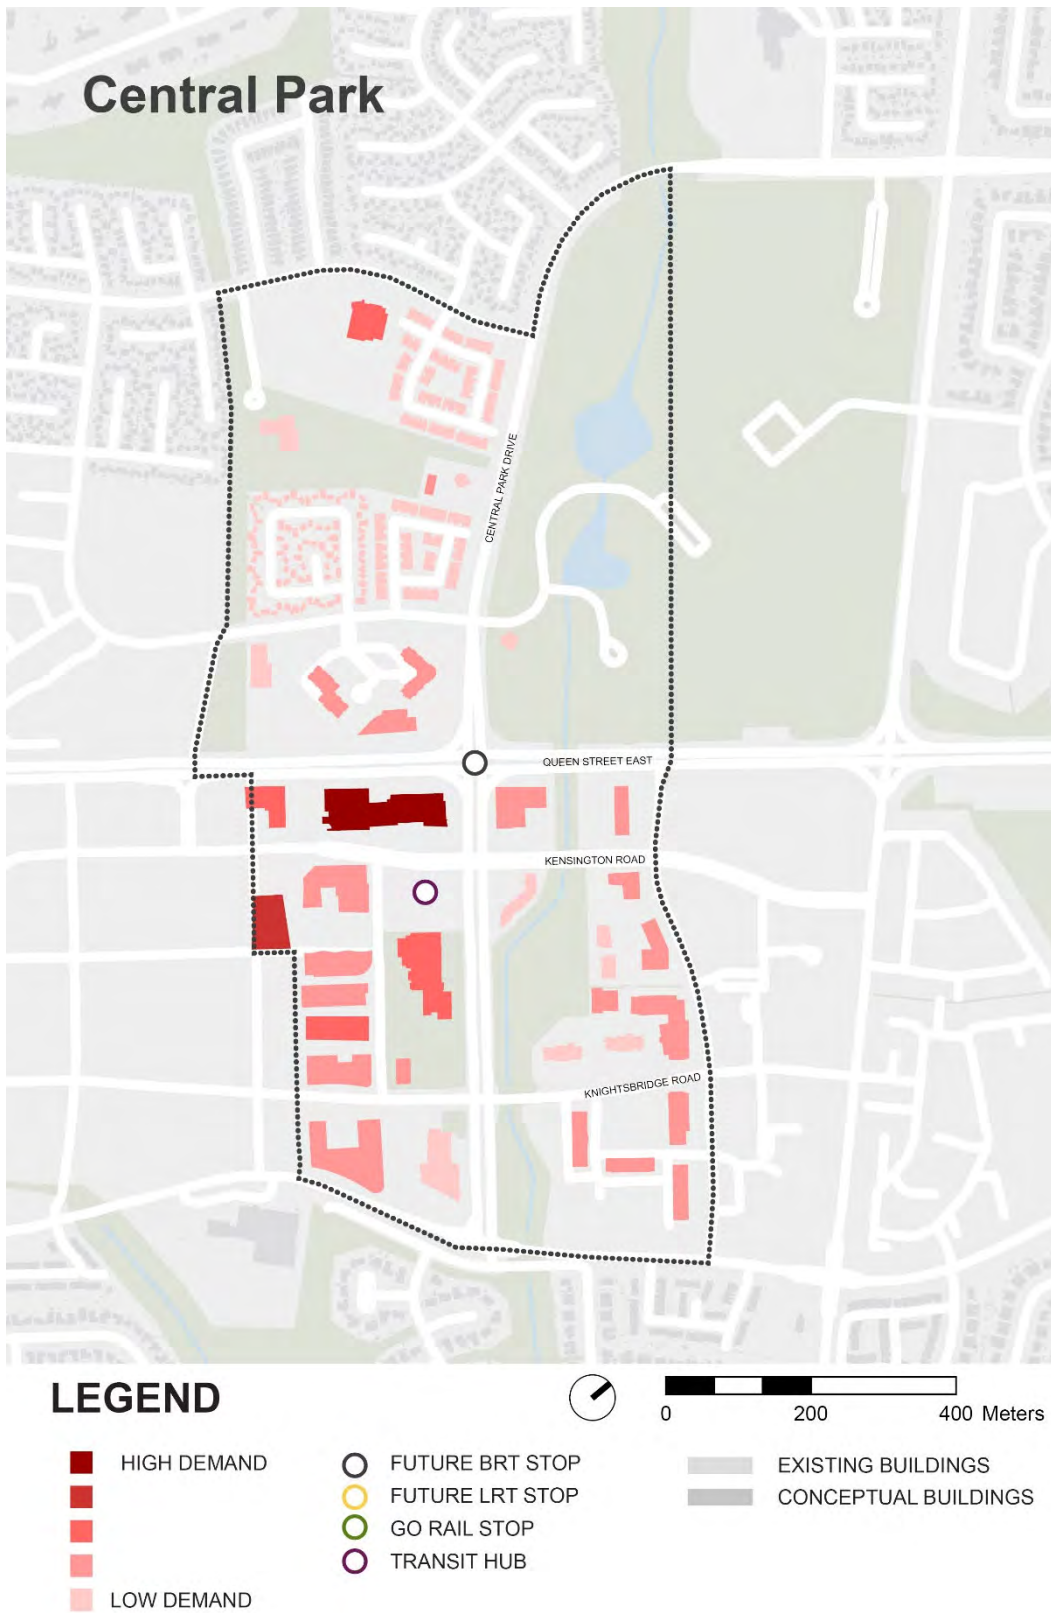 Central Park
CENTRAL PARK DRIVE
QUEEN STREET EAST
KENSINGTON ROAD
KNIGHTSBRIDGE ROAD
LEGEND
0 200 400 Meters
HIGH DEMAND
LOW DEMAND
FUTURE BRT STOP
FUTURE LRT STOP
GO RAIL STOP
TRANSIT HUB
EXISTING BUILDINGS
CONCEPTUAL BUILDINGS